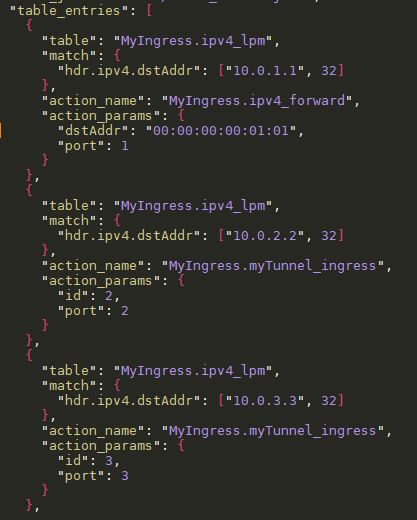 "table_entries": [
{
"table": "MyIngress.ipv4_lpm",
"match": {
"hdr.ipv4.dstAddr": ["10.0.1.1", 32]
},
"action_name": "MyIngress.ipv4_forward",
"action_params": {
"dstAddr": "00:00:00:00:01:01",
"port": 1
}
},
{
"table": "MyIngress.ipv4_lpm",
"match": {
"hdr.ipv4.dstAddr": ["10.0.2.2", 32]
},
"action_name": "MyIngress.myTunnel_ingress",
"action_params": {
"id": 2,
"port": 2
}
},
{
"table": "MyIngress.ipv4_lpm",
"match": {
"hdr.ipv4.dstAddr": ["10.0.3.3", 32]
},
"action_name": "MyIngress.myTunnel_ingress",
"action_params": {
"id": 3,
"port": 3
}
},